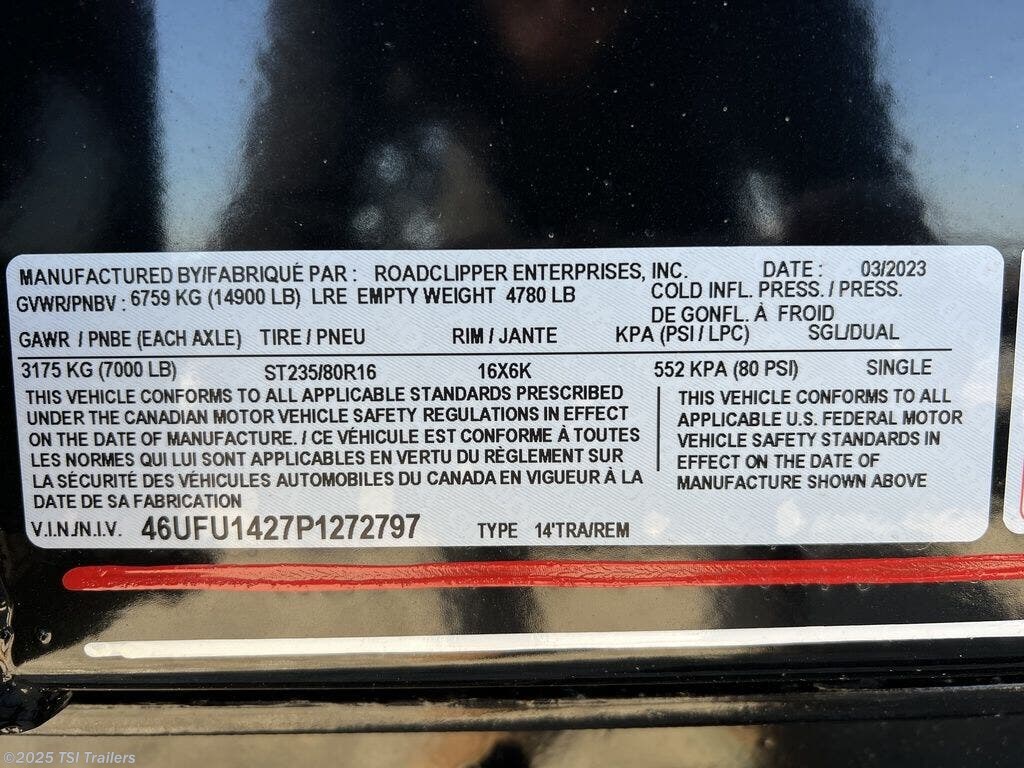 MANUFACTURED BY/FABRIQUÉ PAR : ROADCLIPPER ENTERPRISES, INC. DATE : 03/2023
GVWR/PNBV : 6759 KG (14900 LB) LRE EMPTY WEIGHT 4780 LB COLD INFL. PRESS. / PRESS.
DE GONFL. À FROID
GAWR / PNBE (EACH AXLE) TIRE / PNEU RIM / JANTE KPA (PSI / LPC) SGL/DUAL
3175 KG (7000 LB) ST235/80R16 16X6K 552 KPA (80 PSI) SINGLE
THIS VEHICLE CONFORMS TO ALL APPLICABLE STANDARDS PRESCRIBED
UNDER THE CANADIAN MOTOR VEHICLE SAFETY REGULATIONS IN EFFECT
ON THE DATE OF MANUFACTURE. / CE VÉHICULE EST CONFORME À TOUTES
LES NORMES QUI LUI SONT APPLICABLES EN VERTU DU RÈGLEMENT SUR
LA SÉCURITÉ DES VÉHICULES AUTOMOBILES DU CANADA EN VIGUEUR À LA
DATE DE SA FABRICATION
THIS VEHICLE CONFORMS TO ALL
APPLICABLE U.S. FEDERAL MOTOR
VEHICLE SAFETY STANDARDS IN
EFFECT ON THE DATE OF
MANUFACTURE SHOWN ABOVE
V.I.N./N.I.V. 46UFU1427P1272797 TYPE 14'TRA/REM
©2025 TSI Trailers